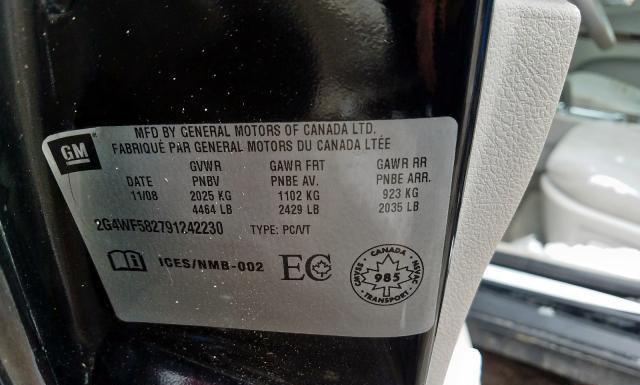 GM
MFD BY GENERAL MOTORS OF CANADA LTD.
FABRIQUÉ PAR GENERAL MOTORS DU CANADA LTÉE
GVWR GAWR FRT GAWR RR
DATE PNBV PNBE AV. PNBE ARR.
11/08 2025 KG 1102 KG 923 KG
4464 LB 2429 LB 2035 LB
2G4WF582791242230 TYPE: PC/VT
ICES/NMB-002 EC
CANADA
NSVAC
TRANSPORT
CMVSS
985